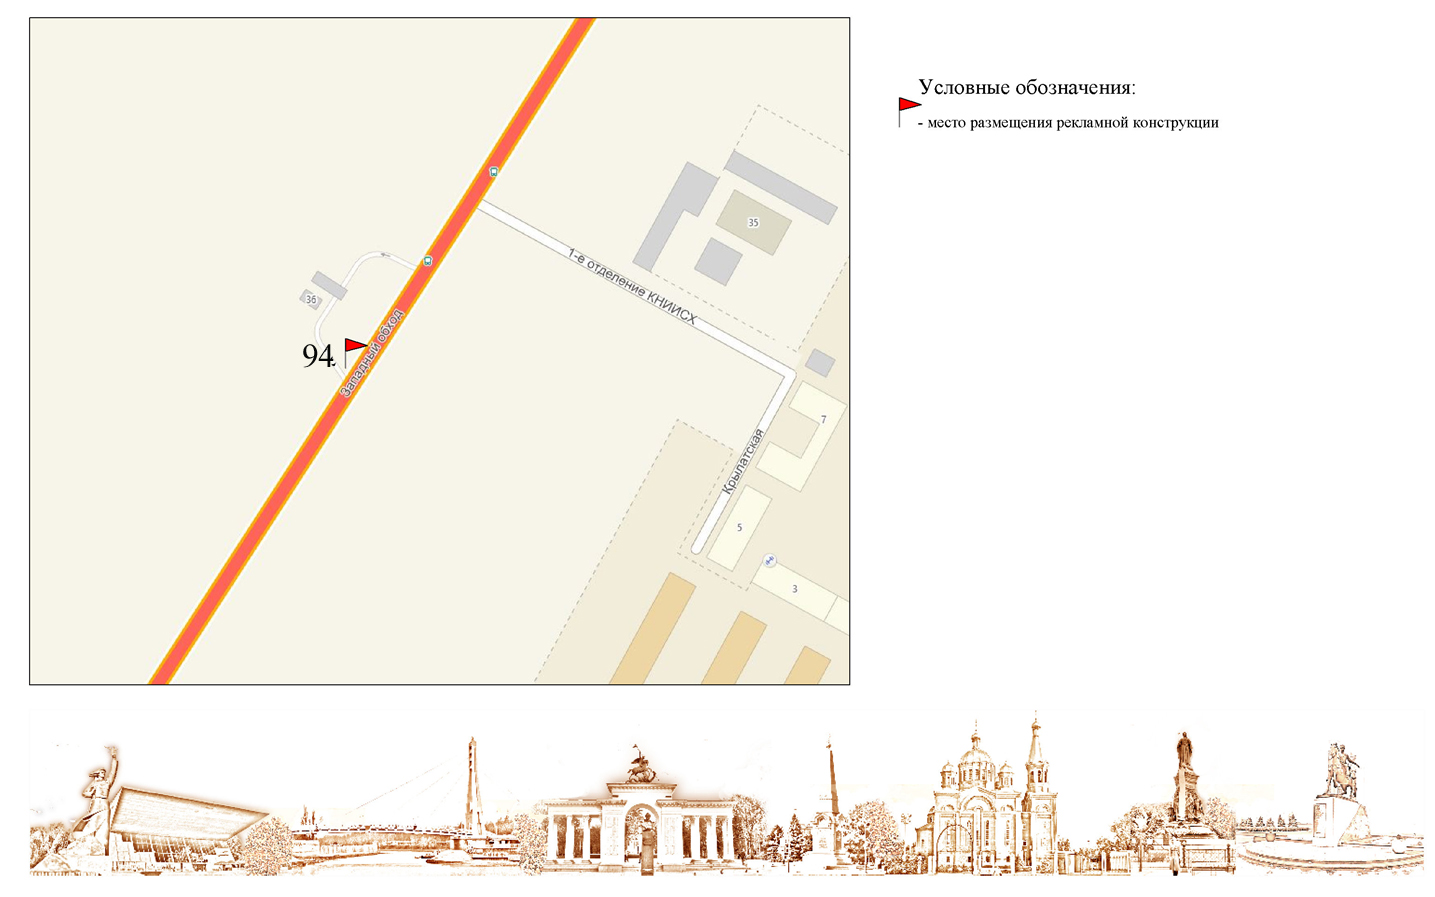 Условные обозначения:
- место размещения рекламной конструкции
35
1-е отделение КНИИСХ
36
Западный обход
94.
7
Крылатская
5
3